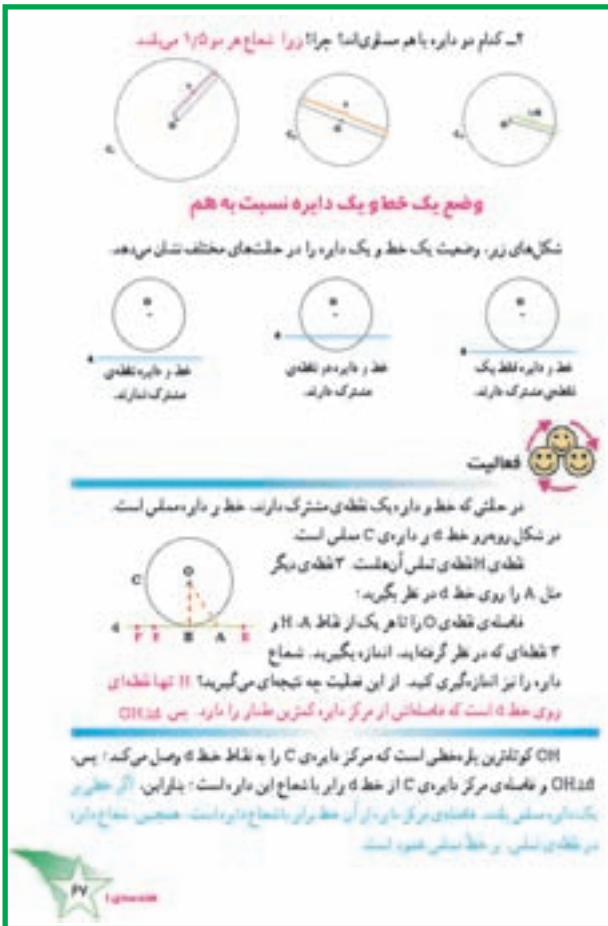 ۲ــ کدام دو دایره با هم مساوی‌اند؟ چرا؟ زیرا شعاع هر دو ۱/۵ می‌باشد
وضع یک خط و یک دایره نسبت به هم
شکل‌های زیر، وضعیت یک خط و یک دایره را در حالت‌های مختلف نشان می‌دهد.
O
O
O
d
d
d
خط و دایره فقط یک
نقطه‌ی مشترک دارند.
خط و دایره دو نقطه‌ی
مشترک دارند.
خط و دایره نقطه‌ی
مشترک ندارند.
فعالیت
در حالتی که خط و دایره یک نقطه‌ی مشترک دارند، خط بر دایره مماس است.
در شکل روبه‌رو خط d بر دایره‌ی C مماس است.
نقطه‌ی H نقطه‌ی تماس آن‌هاست. ۳ نقطه‌ی دیگر
مثل A را روی خط d در نظر بگیرید؛
فاصله‌ی نقطه‌ی O را تا هر یک از نقاط H، A و
۳ نقطه‌ای که در نظر گرفته‌اید، اندازه بگیرید. شعاع
دایره را نیز اندازه‌گیری کنید. از این فعالیت چه نتیجه‌ای می‌گیرید؟ H تنها نقطه‌ای
روی خط d است که فاصله‌اش از مرکز دایره کمترین مقدار را دارد. پس OH⊥d
C
O
d
F
E
H
A
OH کوتاه‌ترین پاره‌خطی است که مرکز دایره‌ی C را به نقاط خط d وصل می‌کند؛ پس،
OH⊥d و فاصله‌ی مرکز دایره‌ی C از خط d برابر با شعاع این دایره است؛ بنابراین، اگر خطی بر
یک دایره مماس باشد، فاصله‌ی مرکز دایره از آن خط برابر با شعاع دایره است. همچنین، شعاع دایره
در نقطه‌ی تماس، بر خط مماس عمود است.
۶۷
هندسه‌ی ۱